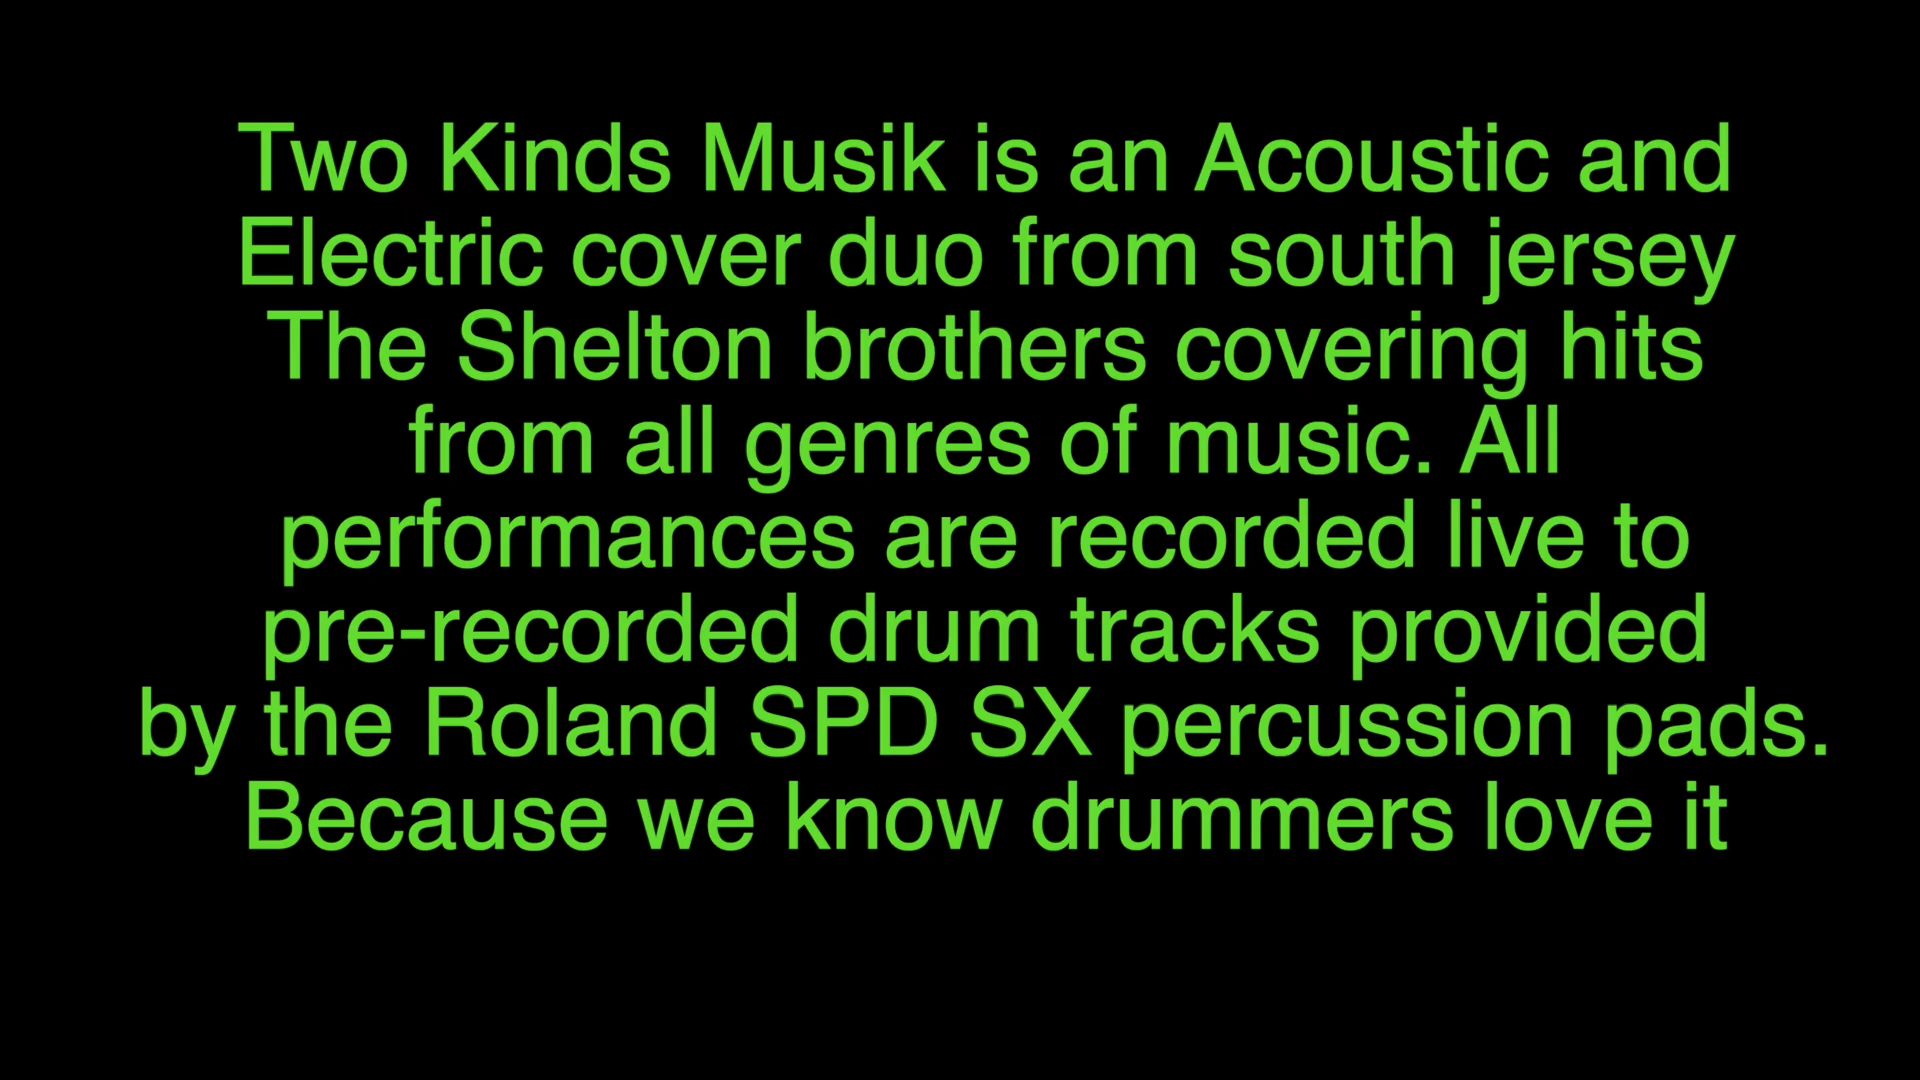 Two Kinds Musik is an Acoustic and
Electric cover duo from south jersey
The Shelton brothers covering hits
from all genres of music. All
performances are recorded live to
pre-recorded drum tracks provided
by the Roland SPD SX percussion pads.
Because we know drummers love it